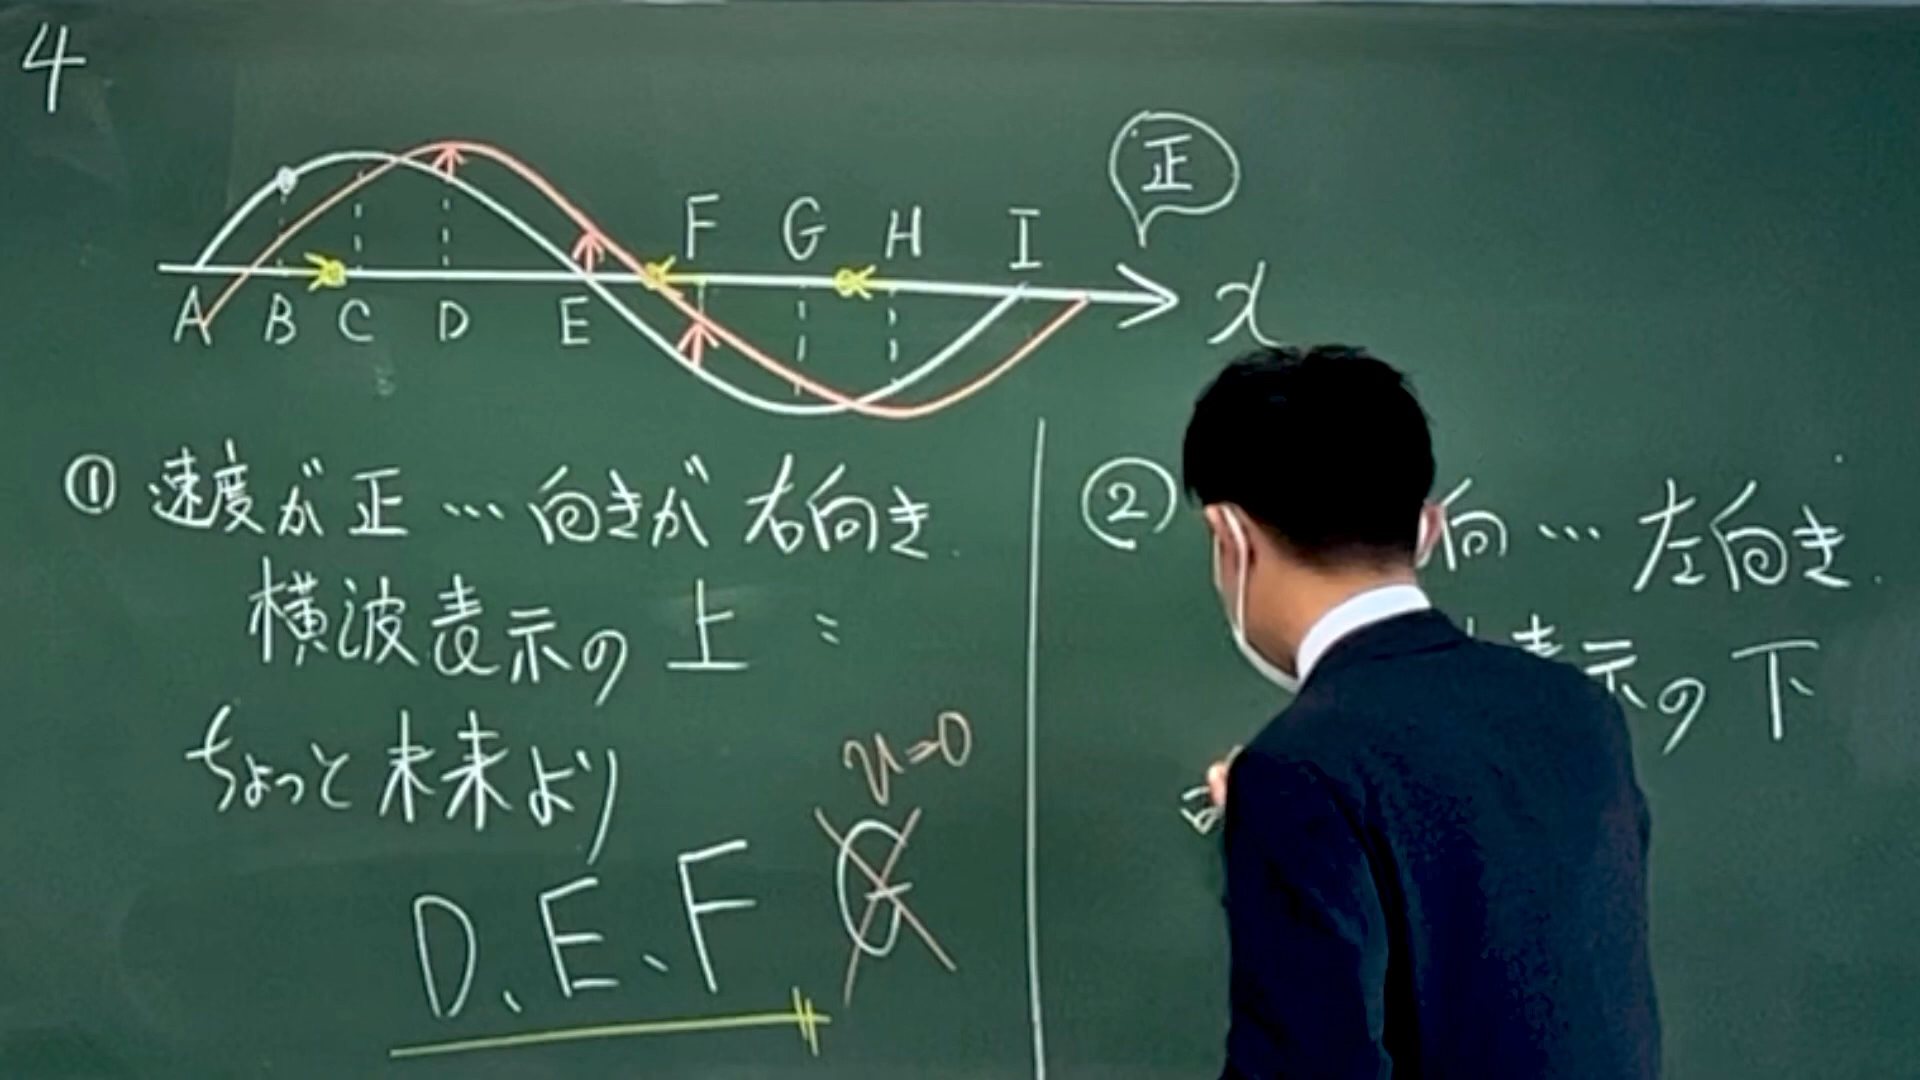 4
正
F G H I
A B C D E
x
① 速度が正…向きが右向き.
横波表示の上
ちょっと未来より
v=0
D、E、F G
② 向…左向き.
表示の下